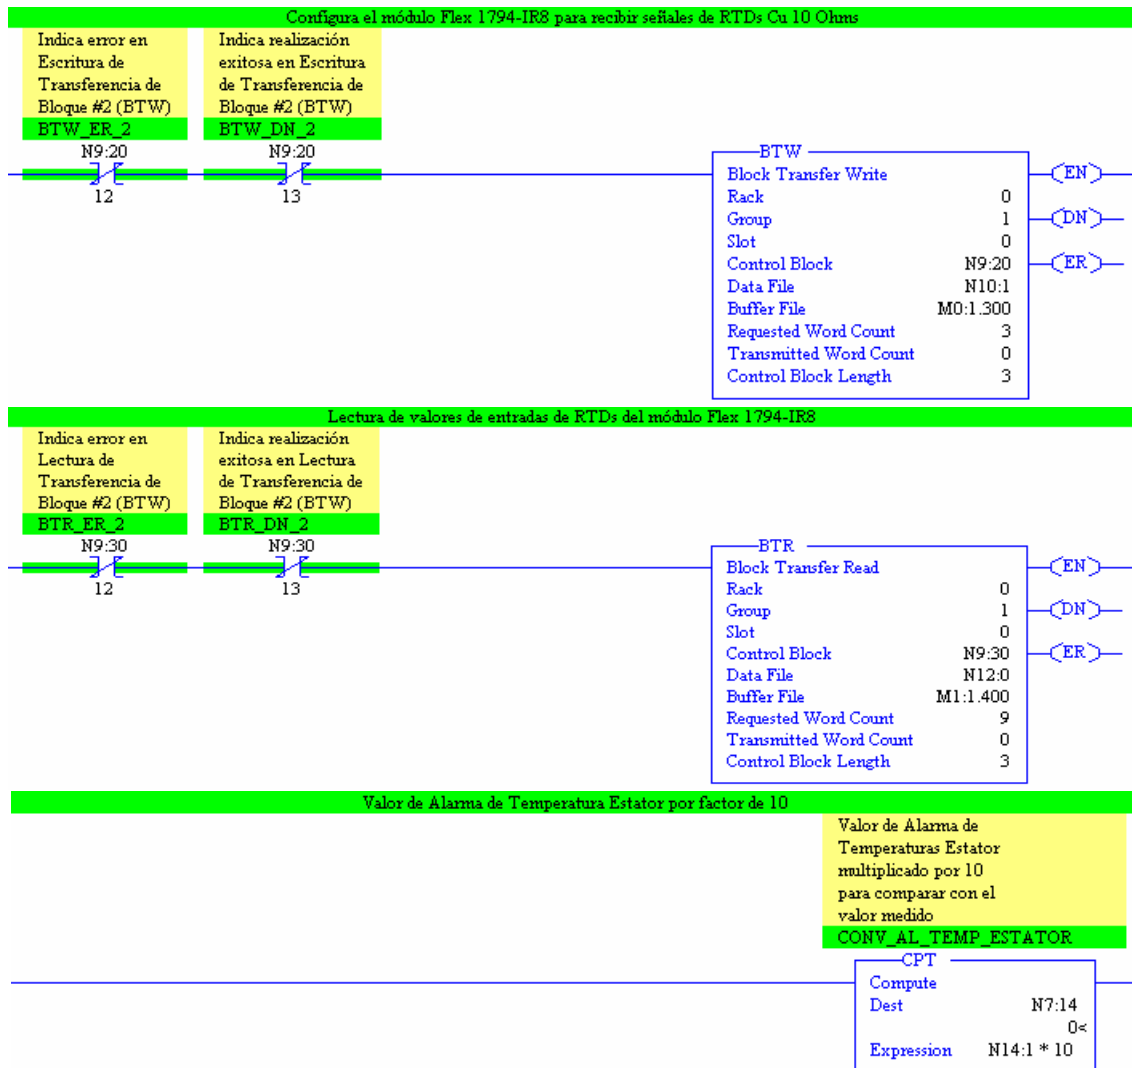 Configura el módulo Flex 1794-IR8 para recibir señales de RTDs Cu 10 Ohms
Indica error en
Escritura de
Transferencia de
Bloque #2 (BTW)
BTW_ER_2
N9:20
12
Indica realización
exitosa en Escritura
de Transferencia de
Bloque #2 (BTW)
BTW_DN_2
N9:20
13
BTW
Block Transfer Write
Rack 0
Group 1
Slot 0
Control Block N9:20
Data File N10:1
Buffer File M0:1.300
Requested Word Count 3
Transmitted Word Count 0
Control Block Length 3
EN
DN
ER
Lectura de valores de entradas de RTDs del módulo Flex 1794-IR8
Indica error en
Lectura de
Transferencia de
Bloque #2 (BTW)
BTR_ER_2
N9:30
12
Indica realización
exitosa en Lectura
de Transferencia de
Bloque #2 (BTW)
BTR_DN_2
N9:30
13
BTR
Block Transfer Read
Rack 0
Group 1
Slot 0
Control Block N9:30
Data File N12:0
Buffer File M1:1.400
Requested Word Count 9
Transmitted Word Count 0
Control Block Length 3
EN
DN
ER
Valor de Alarma de Temperatura Estator por factor de 10
Valor de Alarma de
Temperaturas Estator
multiplicado por 10
para comparar con el
valor medido
CONV_AL_TEMP_ESTATOR
CPT
Compute
Dest N7:14
0<
Expression N14:1 * 10